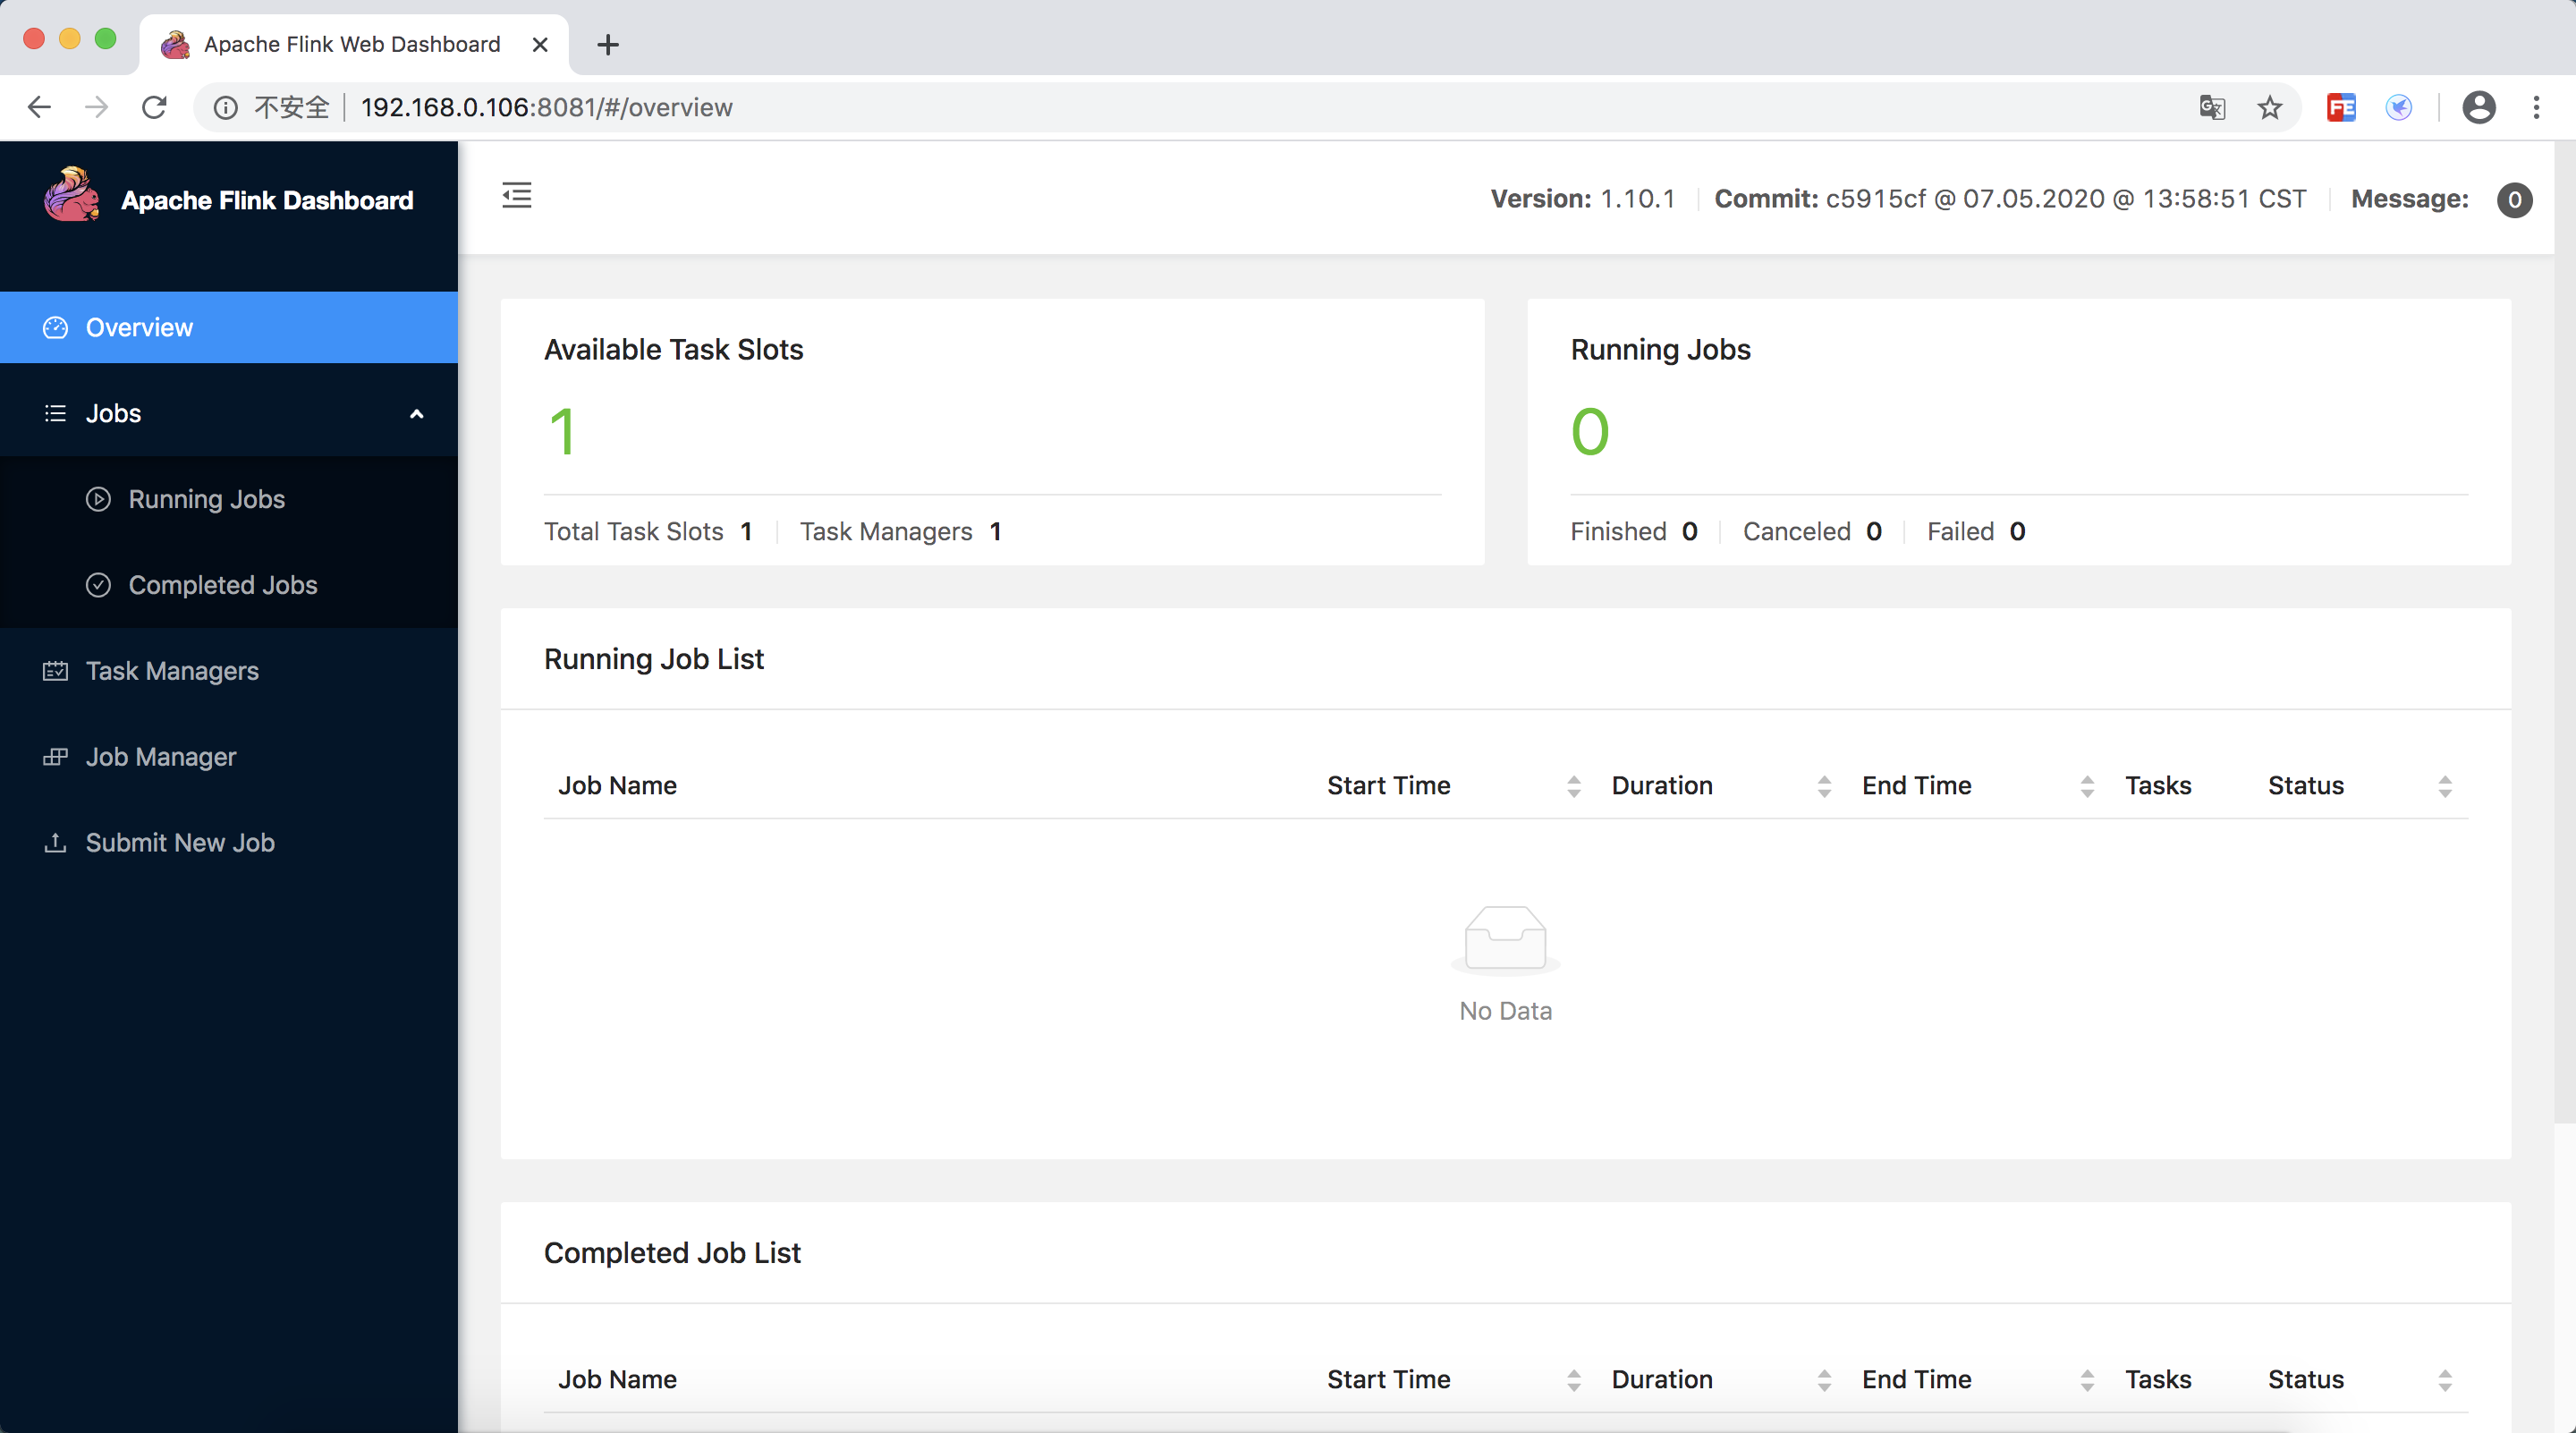 Apache Flink Web Dashboard
不安全 192.168.0.106:8081/#/overview
FE
Apache Flink Dashboard
Version: 1.10.1 Commit: c5915cf @ 07.05.2020 @ 13:58:51 CST Message: 0
Overview
Jobs
Running Jobs
Completed Jobs
Task Managers
Job Manager
Submit New Job
Available Task Slots
1
Total Task Slots 1 Task Managers 1
Running Jobs
0
Finished 0 Canceled 0 Failed 0
Running Job List
Job Name Start Time Duration End Time Tasks Status
No Data
Completed Job List
Job Name Start Time Duration End Time Tasks Status